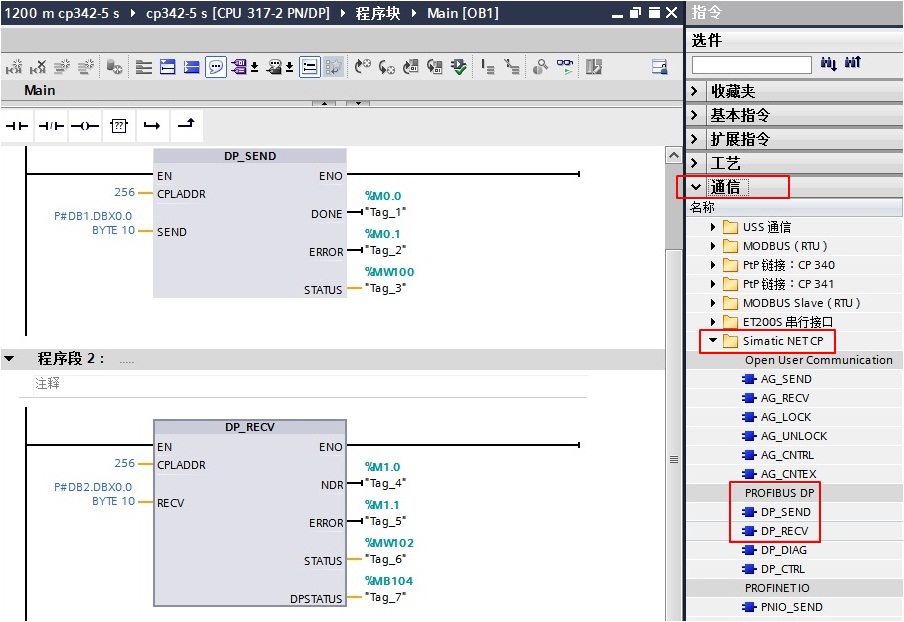 1200 m cp342-5 s ▸ cp342-5 s [CPU 317-2 PN/DP] ▸ 程序块 ▸ Main [OB1]
Main
DP_SEND
EN
ENO
256
CPLADDR
%M0.0
DONE
"Tag_1"
P#DB1.DBX0.0
BYTE 10
SEND
%M0.1
ERROR
"Tag_2"
%MW100
STATUS
"Tag_3"
程序段 2： .....
注释
DP_RECV
EN
ENO
256
CPLADDR
%M1.0
NDR
"Tag_4"
P#DB2.DBX0.0
BYTE 10
RECV
%M1.1
ERROR
"Tag_5"
%MW102
STATUS
"Tag_6"
%MB104
DPSTATUS
"Tag_7"
指令
选件
收藏夹
基本指令
扩展指令
工艺
通信
名称
USS 通信
MODBUS（RTU）
PtP 链接：CP 340
PtP 链接：CP 341
MODBUS Slave（RTU）
ET200S 串行接口
Simatic NET CP
Open User Communication
AG_SEND
AG_RECV
AG_LOCK
AG_UNLOCK
AG_CNTRL
AG_CNTEX
PROFIBUS DP
DP_SEND
DP_RECV
DP_DIAG
DP_CTRL
PROFINET IO
PNIO_SEND